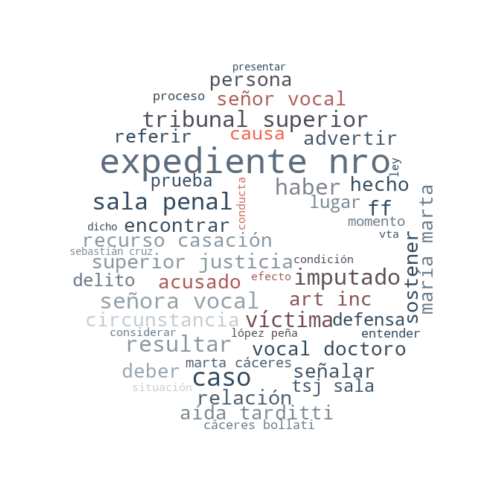 presentar
persona
proceso
señor vocal
tribunal superior
referir
causa
advertir
expediente nro
ley
prueba
conducta
haber
hecho
sala penal
lugar
ff
maría marta
momento
dicho
encontrar
vta
recurso casación
sostener
sebastián cruz
superior justicia
condición
delito
acusado
efecto
imputado
señora vocal
art inc
circunstancia
víctima
defensa
considerar
lópez peña
entender
resultar
vocal doctoro
marta cáceres
deber
caso
señalar
situación
tsj sala
relación
aída tarditti
cáceres bollati